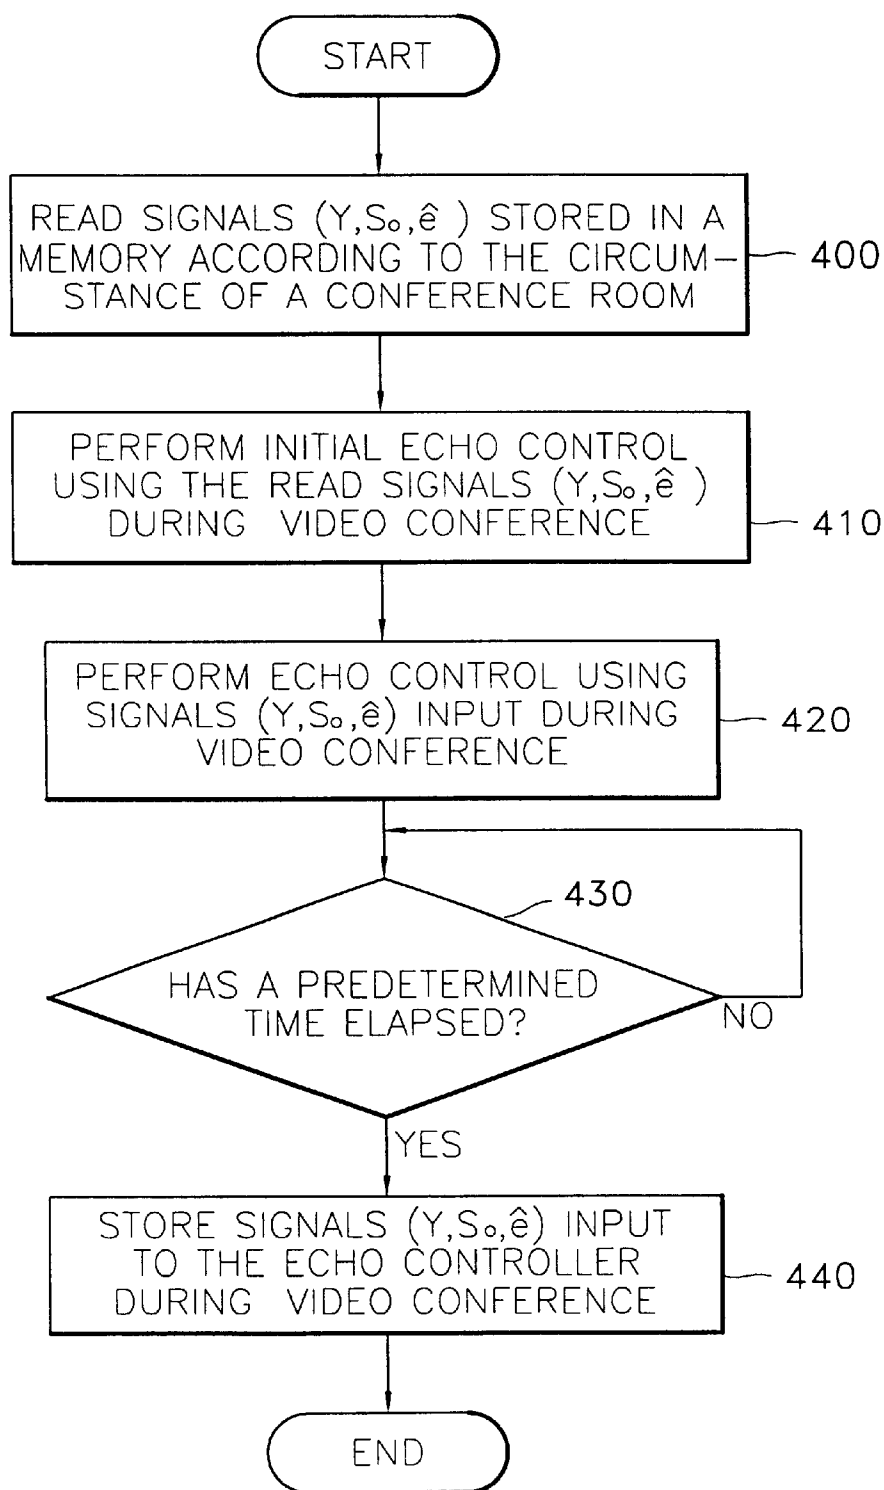 START
READ SIGNALS (Y,S₀,ê ) STORED IN A
MEMORY ACCORDING TO THE CIRCUM-
STANCE OF A CONFERENCE ROOM
400
PERFORM INITIAL ECHO CONTROL
USING THE READ SIGNALS (Y,S₀,ê )
DURING VIDEO CONFERENCE
410
PERFORM ECHO CONTROL USING
SIGNALS (Y,S₀,ê) INPUT DURING
VIDEO CONFERENCE
420
430
HAS A PREDETERMINED
TIME ELAPSED?
NO
YES
STORE SIGNALS (Y,S₀,ê) INPUT
TO THE ECHO CONTROLLER
DURING VIDEO CONFERENCE
440
END